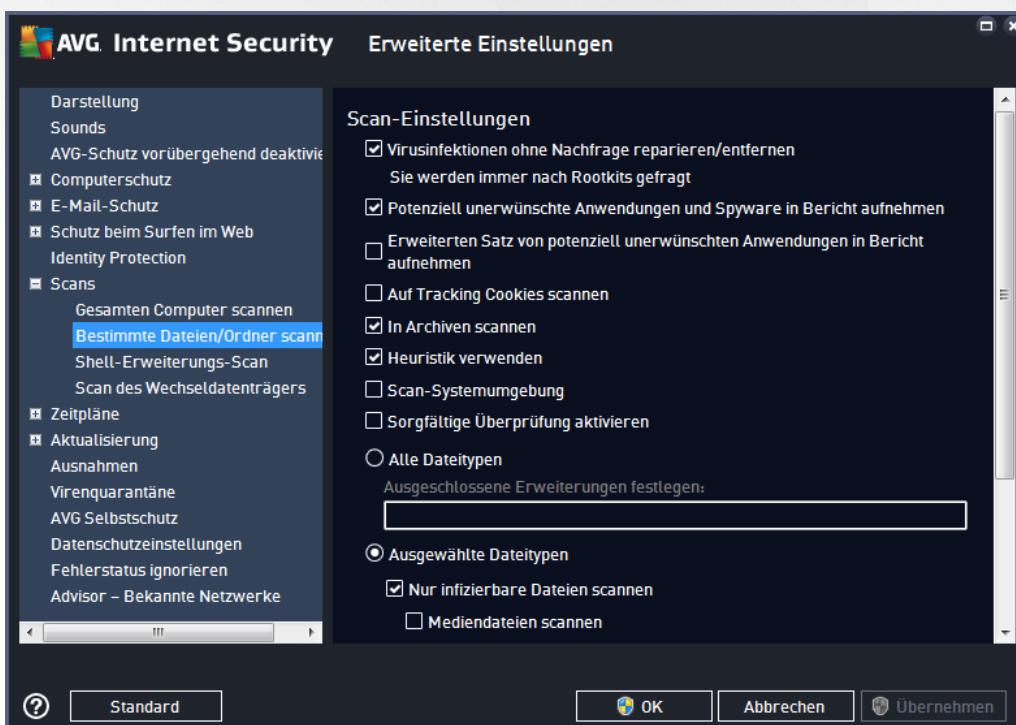 AVG. Internet Security Erweiterte Einstellungen
Darstellung
Sounds
AVG-Schutz vorübergehend deaktivie
Computerschutz
E-Mail-Schutz
Schutz beim Surfen im Web
Identity Protection
Scans
Gesamten Computer scannen
Bestimmte Dateien/Ordner scann
Shell-Erweiterungs-Scan
Scan des Wechseldatenträgers
Zeitpläne
Aktualisierung
Ausnahmen
Virenquarantäne
AVG Selbstschutz
Datenschutzeinstellungen
Fehlerstatus ignorieren
Advisor – Bekannte Netzwerke
Scan-Einstellungen
Virusinfektionen ohne Nachfrage reparieren/entfernen
Sie werden immer nach Rootkits gefragt
Potenziell unerwünschte Anwendungen und Spyware in Bericht aufnehmen
Erweiterten Satz von potenziell unerwünschten Anwendungen in Bericht
aufnehmen
Auf Tracking Cookies scannen
In Archiven scannen
Heuristik verwenden
Scan-Systemumgebung
Sorgfältige Überprüfung aktivieren
Alle Dateitypen
Ausgeschlossene Erweiterungen festlegen:
Ausgewählte Dateitypen
Nur infizierbare Dateien scannen
Mediendateien scannen
Standard
OK
Abbrechen
Übernehmen